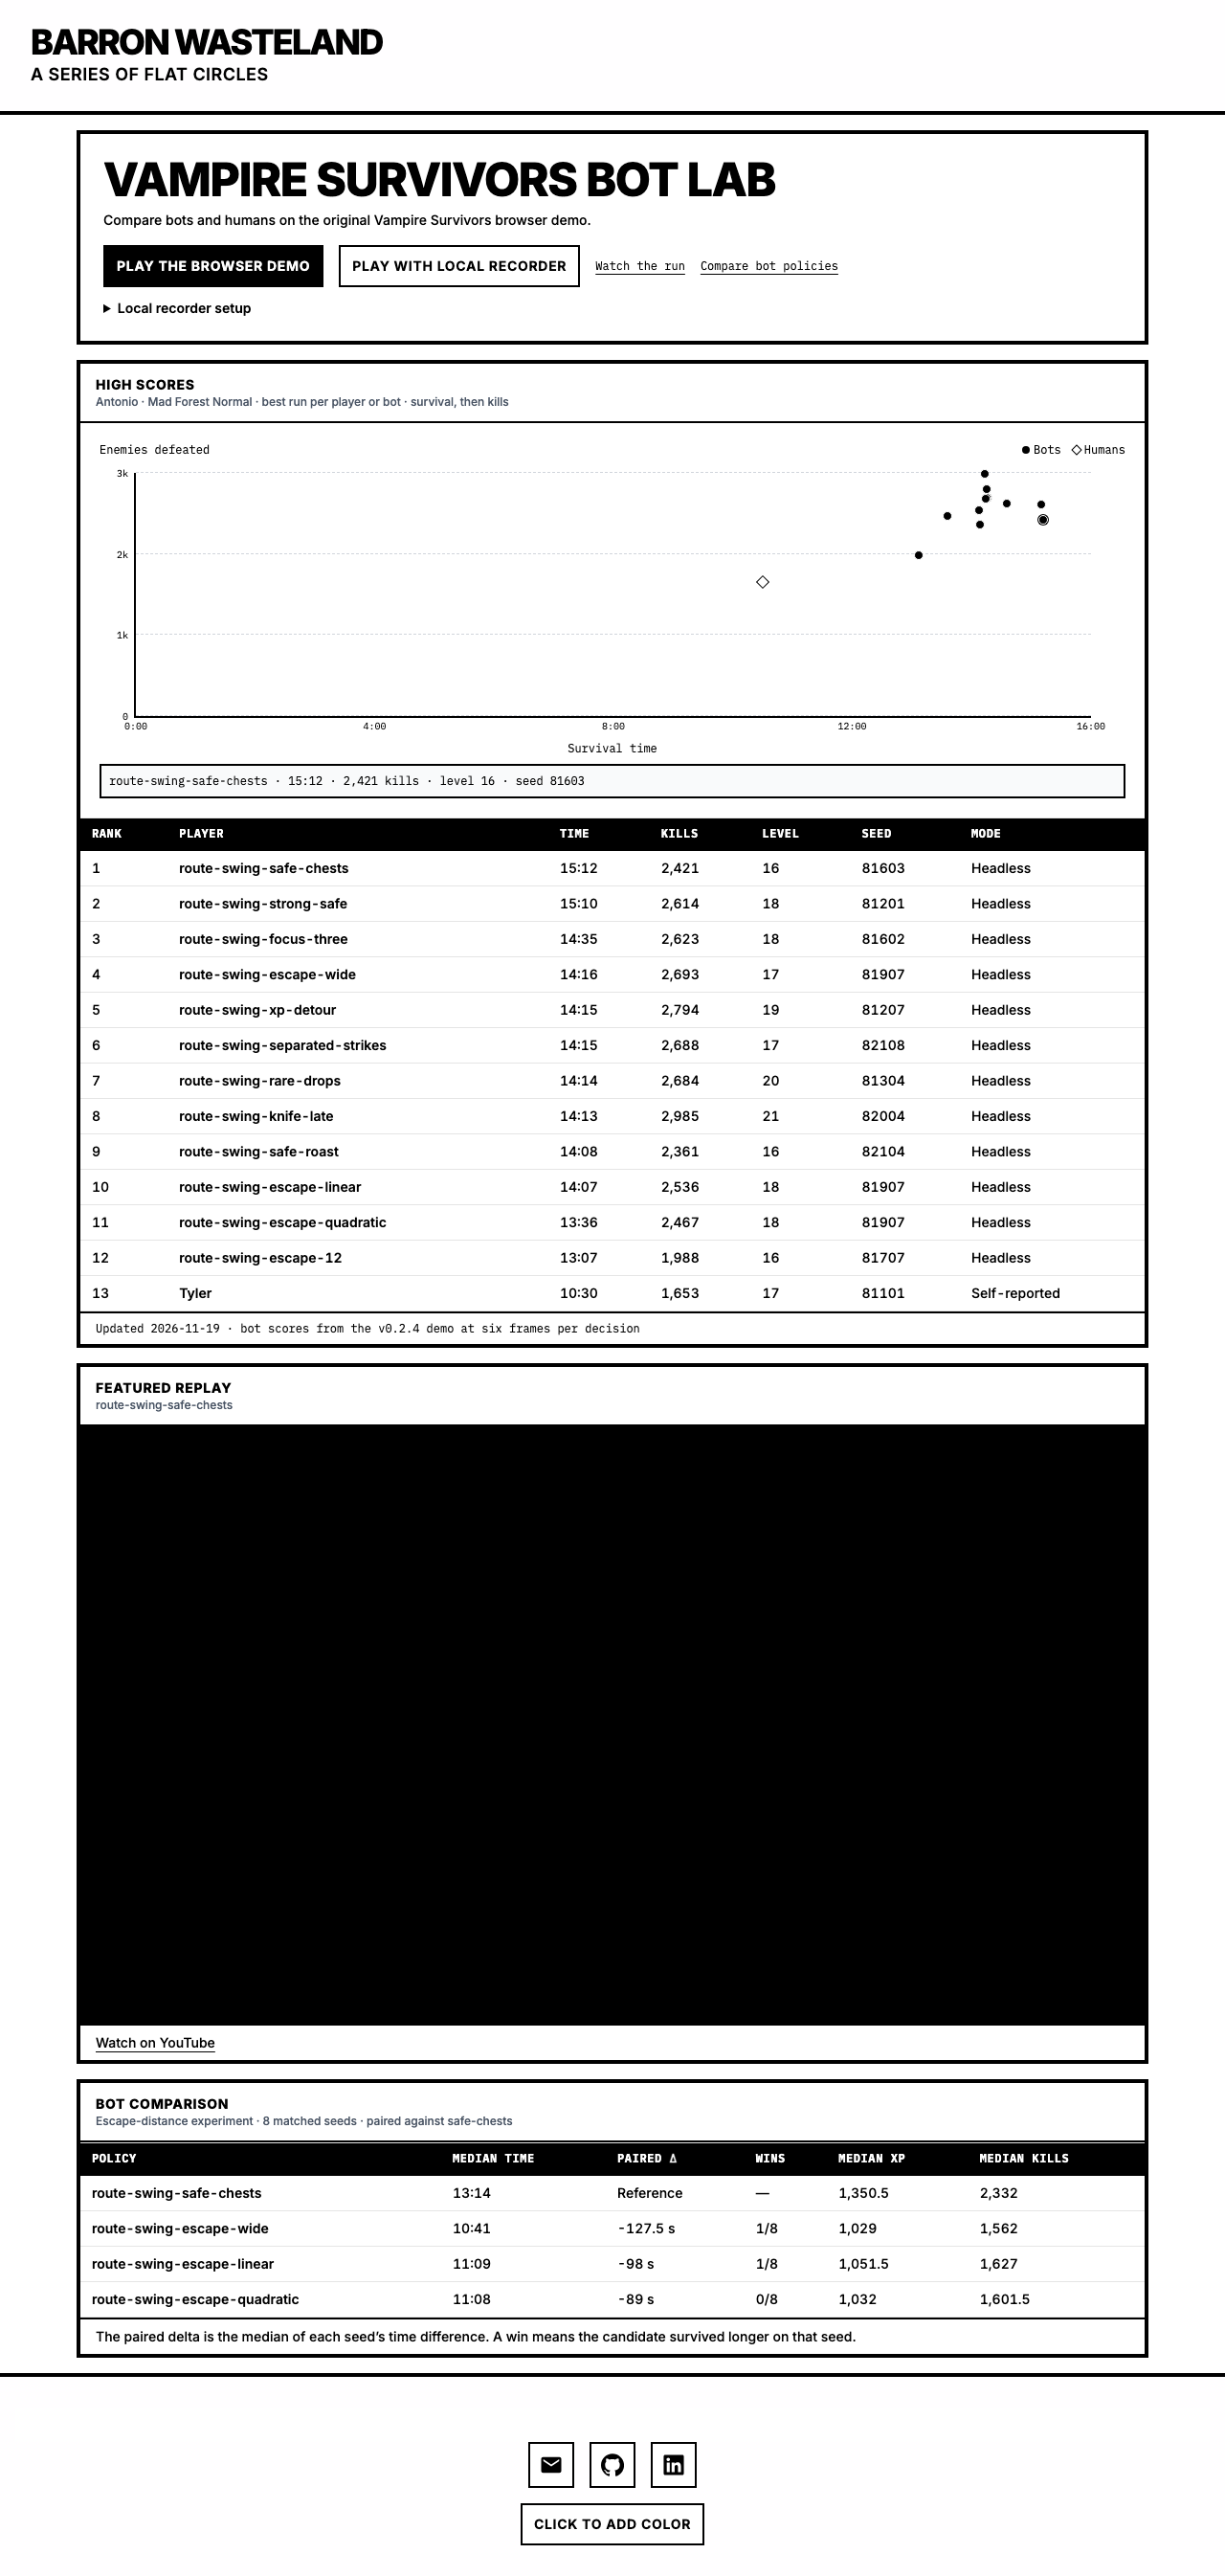 BARRON WASTELAND
A SERIES OF FLAT CIRCLES
VAMPIRE SURVIVORS BOT LAB
Compare bots and humans on the original Vampire Survivors browser demo.
PLAY THE BROWSER DEMO PLAY WITH LOCAL RECORDER Watch the run Compare bot policies
▶ Local recorder setup
HIGH SCORES
Antonio · Mad Forest Normal · best run per player or bot · survival, then kills
Enemies defeated ● Bots ◇ Humans
3k
2k
1k
0
0:00 4:00 8:00 12:00 16:00
Survival time
route-swing-safe-chests · 15:12 · 2,421 kills · level 16 · seed 81603
RANK PLAYER TIME KILLS LEVEL SEED MODE
1 route-swing-safe-chests 15:12 2,421 16 81603 Headless
2 route-swing-strong-safe 15:10 2,614 18 81201 Headless
3 route-swing-focus-three 14:35 2,623 18 81602 Headless
4 route-swing-escape-wide 14:16 2,693 17 81907 Headless
5 route-swing-xp-detour 14:15 2,794 19 81207 Headless
6 route-swing-separated-strikes 14:15 2,688 17 82108 Headless
7 route-swing-rare-drops 14:14 2,684 20 81304 Headless
8 route-swing-knife-late 14:13 2,985 21 82004 Headless
9 route-swing-safe-roast 14:08 2,361 16 82104 Headless
10 route-swing-escape-linear 14:07 2,536 18 81907 Headless
11 route-swing-escape-quadratic 13:36 2,467 18 81907 Headless
12 route-swing-escape-12 13:07 1,988 16 81707 Headless
13 Tyler 10:30 1,653 17 81101 Self-reported
Updated 2026-11-19 · bot scores from the v0.2.4 demo at six frames per decision
FEATURED REPLAY
route-swing-safe-chests
Watch on YouTube
BOT COMPARISON
Escape-distance experiment · 8 matched seeds · paired against safe-chests
POLICY MEDIAN TIME PAIRED Δ WINS MEDIAN XP MEDIAN KILLS
route-swing-safe-chests 13:14 Reference — 1,350.5 2,332
route-swing-escape-wide 10:41 -127.5 s 1/8 1,029 1,562
route-swing-escape-linear 11:09 -98 s 1/8 1,051.5 1,627
route-swing-escape-quadratic 11:08 -89 s 0/8 1,032 1,601.5
The paired delta is the median of each seed’s time difference. A win means the candidate survived longer on that seed.
in
CLICK TO ADD COLOR